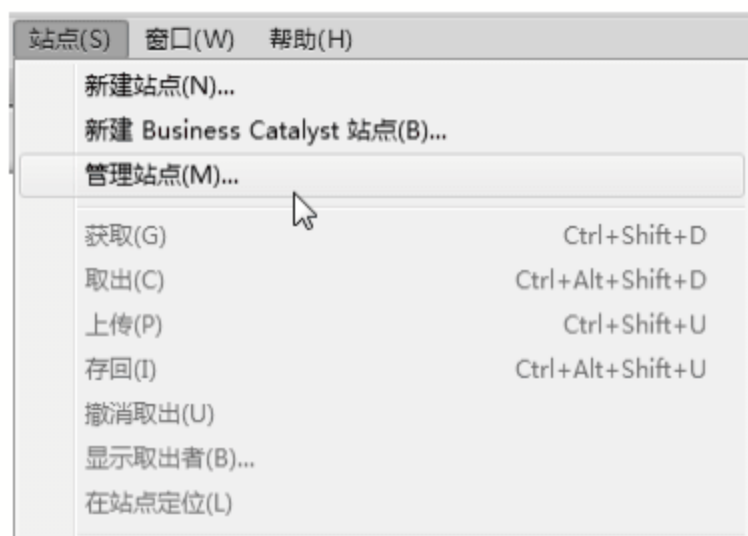 站点(S) 窗口(W) 帮助(H)
新建站点(N)...
新建 Business Catalyst 站点(B)...
管理站点(M)...
获取(G) Ctrl+Shift+D
取出(C) Ctrl+Alt+Shift+D
上传(P) Ctrl+Shift+U
存回(I) Ctrl+Alt+Shift+U
撤消取出(U)
显示取出者(B)...
在站点定位(L)